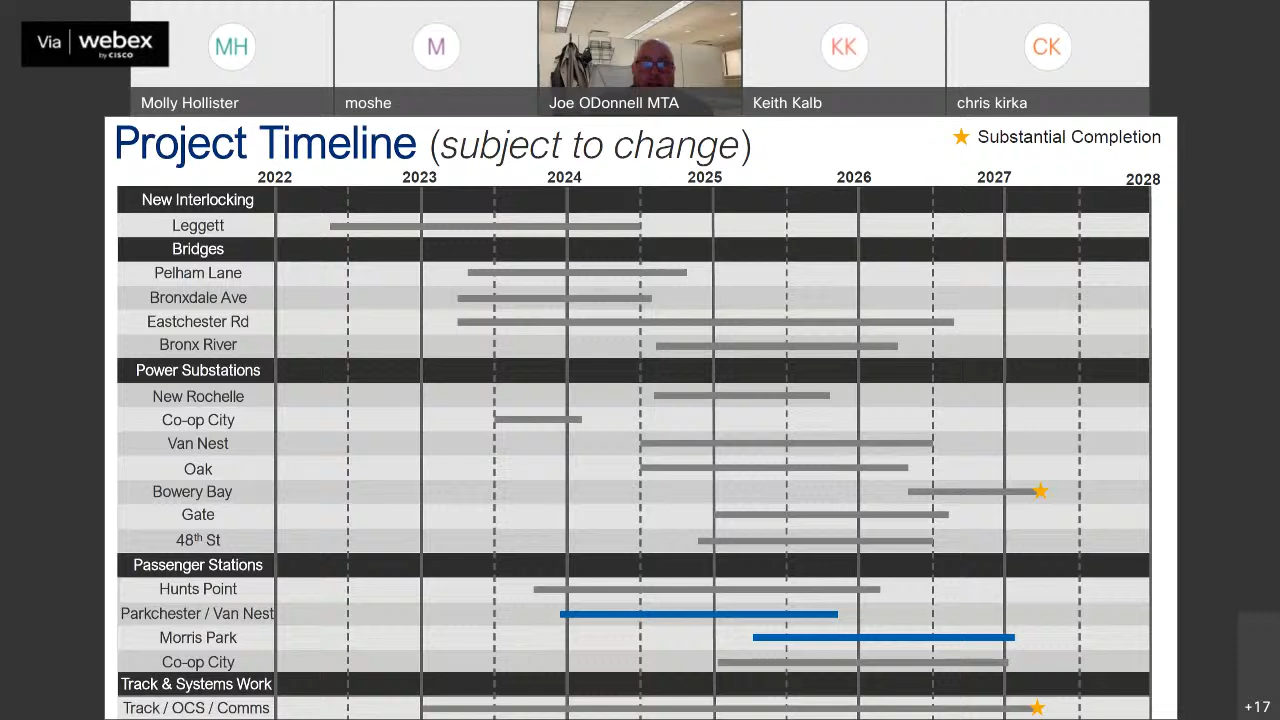 Via webex
by CISCO
MH
M
KK
CK
Molly Hollister
moshe
Joe ODonnell MTA
Keith Kalb
chris kirka
Project Timeline (subject to change)
Substantial Completion
2022 2023 2024 2025 2026 2027 2028
New Interlocking
Leggett
Bridges
Pelham Lane
Bronxdale Ave
Eastchester Rd
Bronx River
Power Substations
New Rochelle
Co-op City
Van Nest
Oak
Bowery Bay
Gate
48th St
Passenger Stations
Hunts Point
Parkchester / Van Nest
Morris Park
Co-op City
Track & Systems Work
Track / OCS / Comms
+17